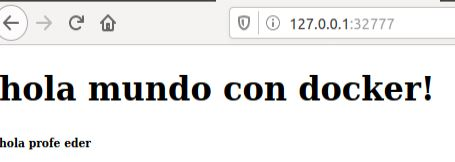 127.0.0.1:32777
hola mundo con docker!
hola profe eder